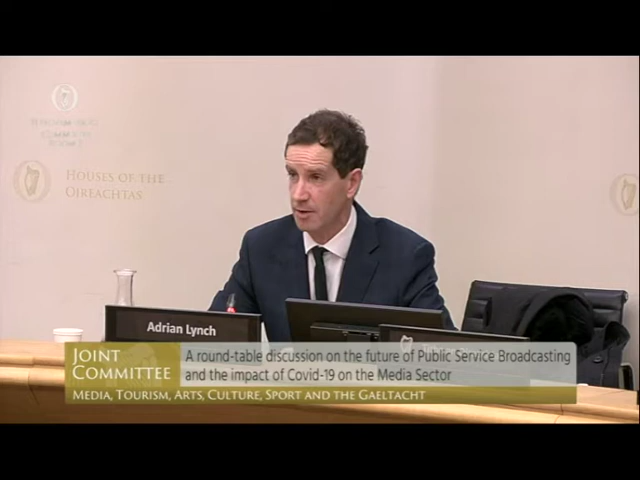 HOUSES OF THE
OIREACHTAS
Adrian Lynch
JOINT
COMMITTEE
A round-table discussion on the future of Public Service Broadcasting
and the impact of Covid-19 on the Media Sector
MEDIA, TOURISM, ARTS, CULTURE, SPORT AND THE GAELTACHT